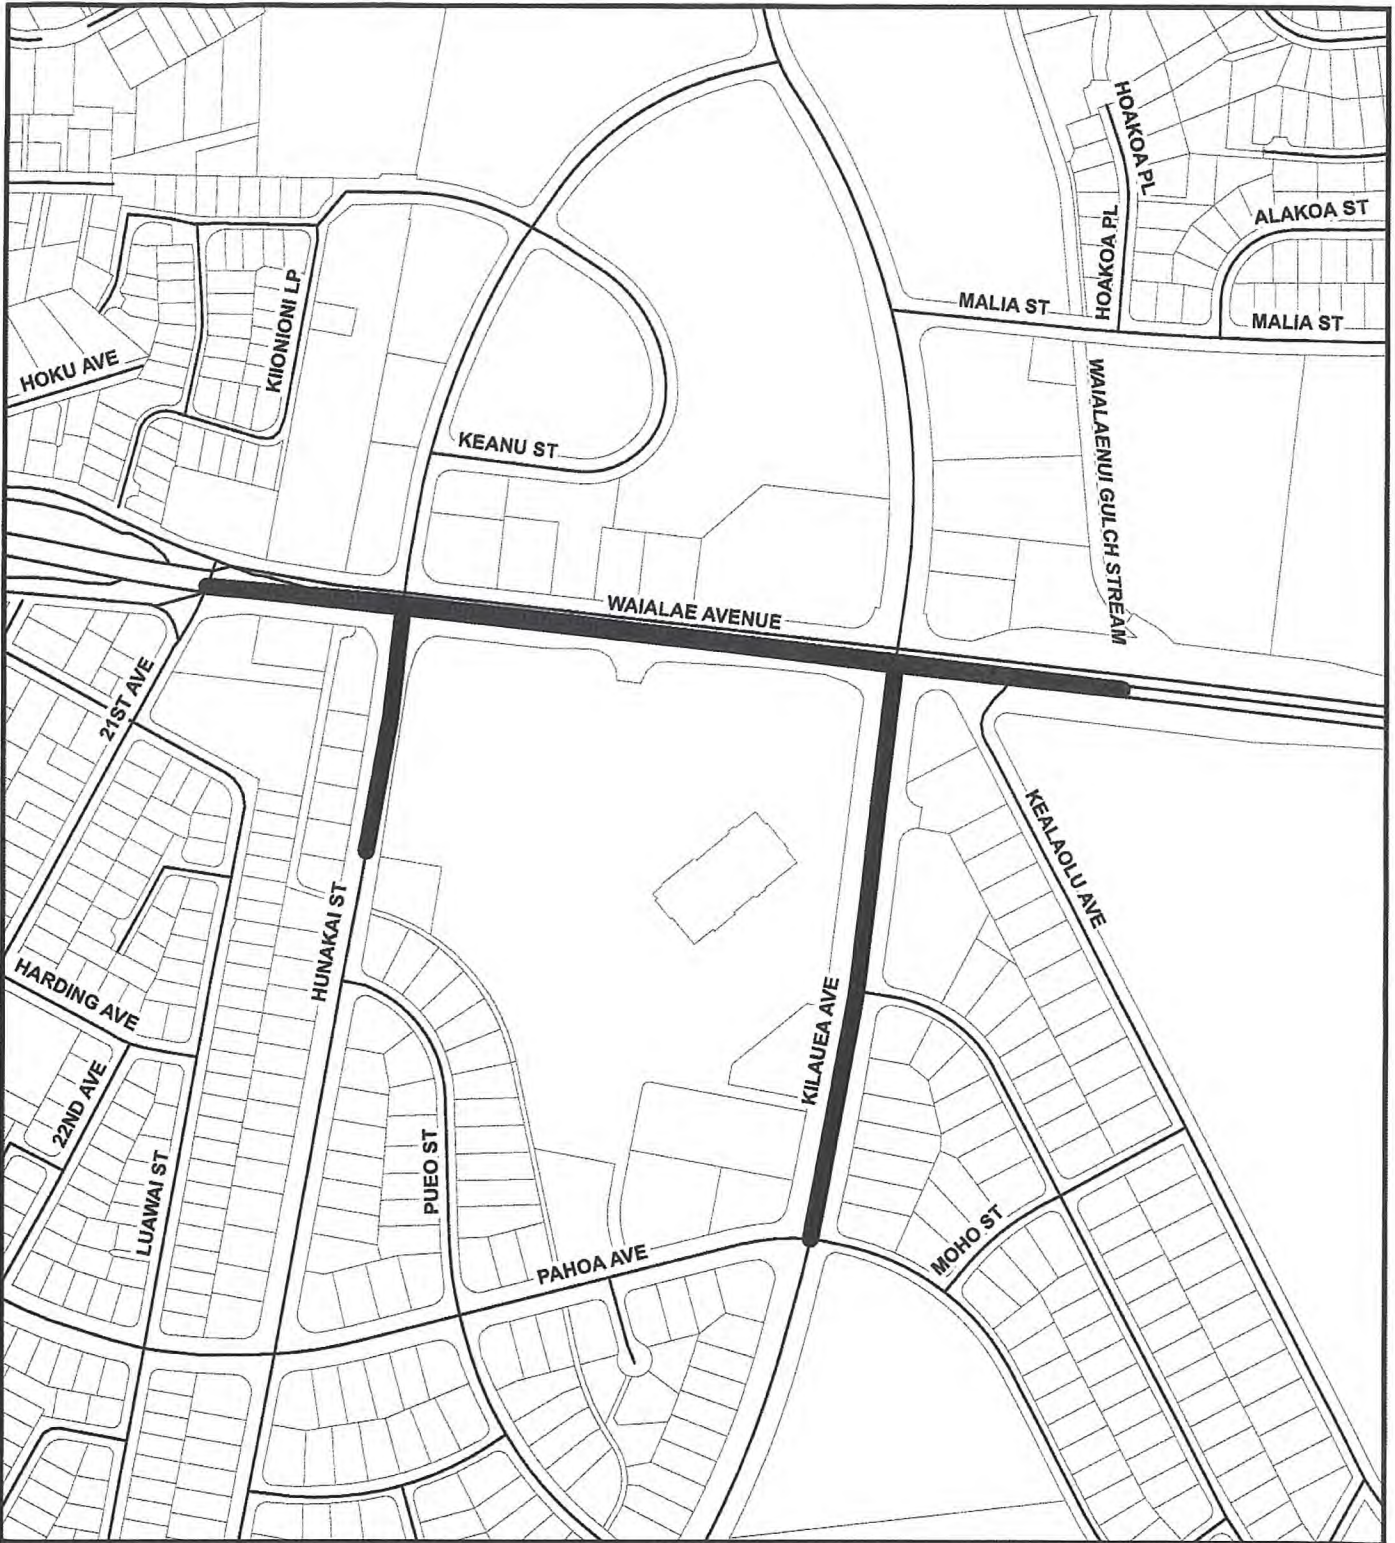 HOAKOA PL
ALAKOA ST
HOAKOA PL
MALIA ST
MALIA ST
KIIONIONI LP
HOKU AVE
KEANU ST
WAIALAENUI GULCH STREAM
WAIALAE AVENUE
21ST AVE
KEALAOLU AVE
HUNAKAI ST
HARDING AVE
KILAUEA AVE
22ND AVE
PUEO ST
LUAWAI ST
MOHO ST
PAHOA AVE